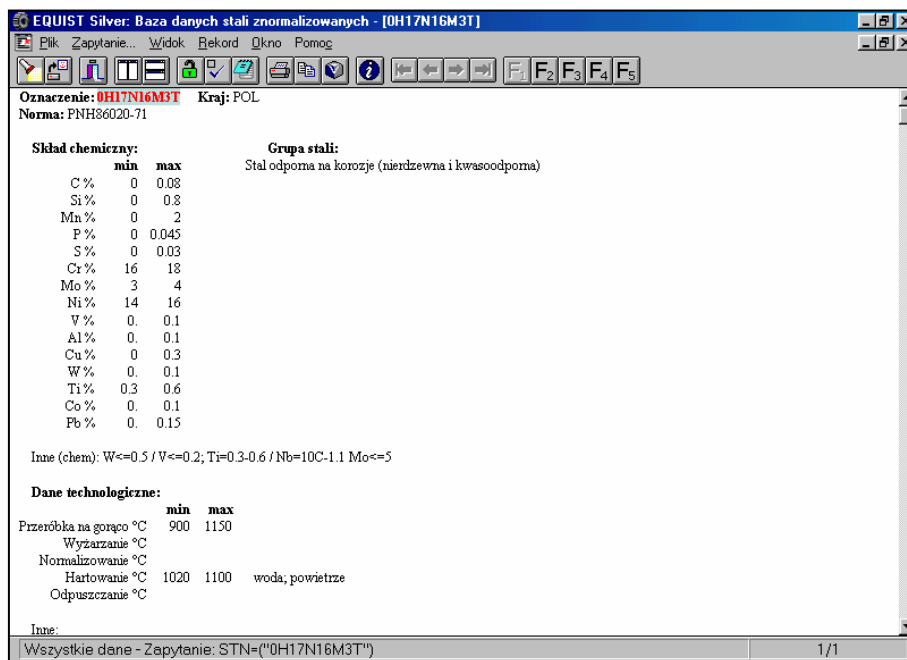 EQUIST Silver: Baza danych stali znormalizowanych - [0H17N16M3T]
Plik Zapytanie... Widok Rekord Okno Pomoc
F1 F2 F3 F4 F5
Oznaczenie: 0H17N16M3T Kraj: POL
Norma: PNH86020-71
Skład chemiczny: Grupa stali:
min max Stal odporna na korozje (nierdzewna i kwasoodporna)
C % 0 0.08
Si % 0 0.8
Mn % 0 2
P % 0 0.045
S % 0 0.03
Cr % 16 18
Mo % 3 4
Ni % 14 16
V % 0. 0.1
Al % 0. 0.1
Cu % 0 0.3
W % 0. 0.1
Ti % 0.3 0.6
Co % 0. 0.1
Pb % 0. 0.15
Inne (chem): W<=0.5 / V<=0.2; Ti=0.3-0.6 / Nb=10C-1.1 Mo<=5
Dane technologiczne:
min max
Przeróbka na gorąco °C 900 1150
Wyżarzanie °C
Normalizowanie °C
Hartowanie °C 1020 1100 woda; powietrze
Odpuszczanie °C
Inne:
Wszystkie dane - Zapytanie: STN=("0H17N16M3T") 1/1